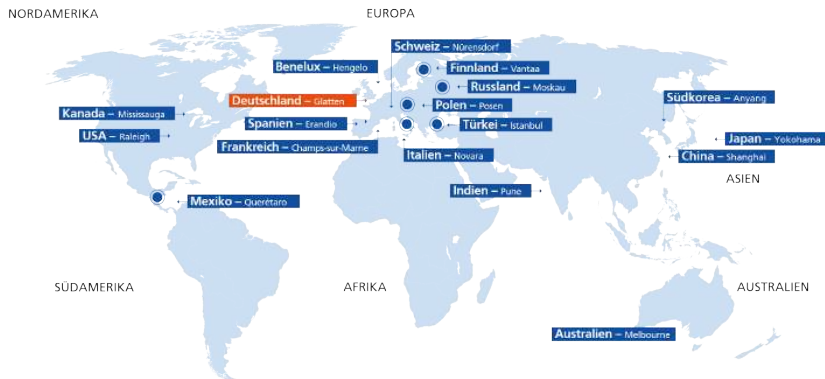 NORDAMERIKA
EUROPA
Schweiz – Nürensdorf
Benelux – Hengelo
Finnland – Vantaa
Russland – Moskau
Deutschland – Glatten
Polen – Posen
Südkorea – Anyang
Kanada – Mississauga
Spanien – Erandio
Türkei – Istanbul
USA – Raleigh
Japan – Yokohama
Frankreich – Champs-sur-Marne
Italien – Novara
China – Shanghai
ASIEN
Indien – Pune
Mexiko – Querétaro
SÜDAMERIKA
AFRIKA
AUSTRALIEN
Australien – Melbourne